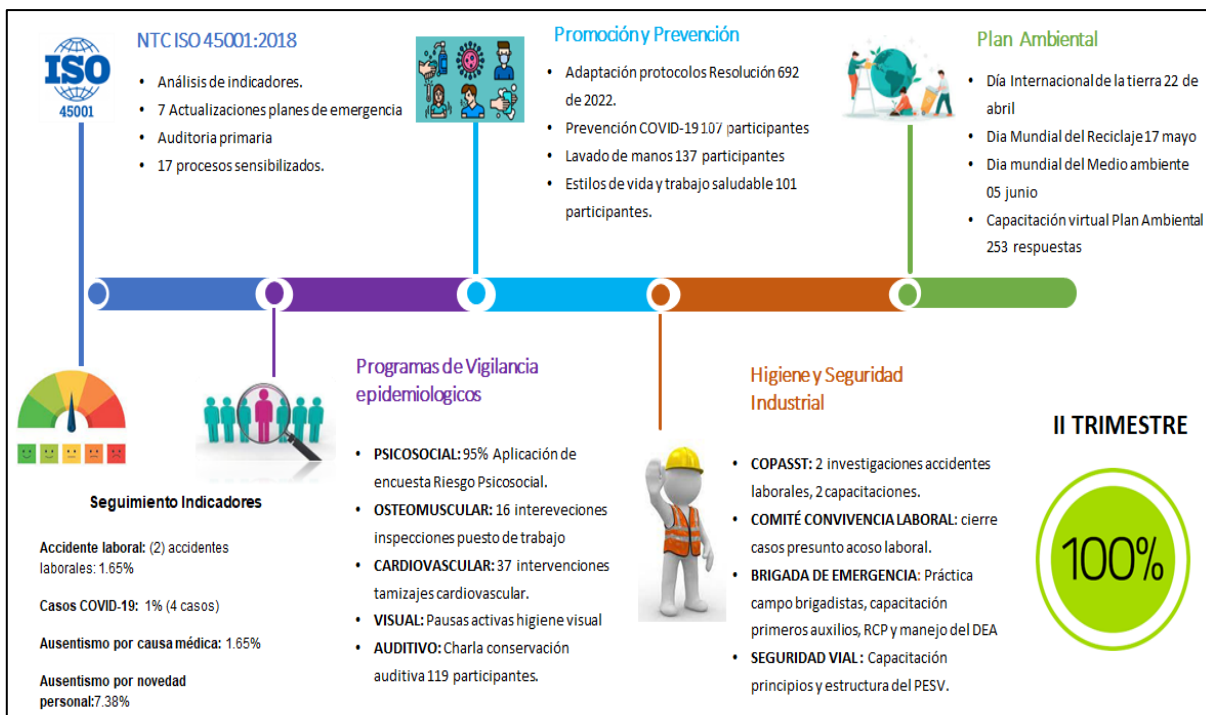 ISO
45001
NTC ISO 45001:2018
• Análisis de indicadores.
• 7 Actualizaciones planes de emergencia
• Auditoria primaria
• 17 procesos sensibilizados.
Promoción y Prevención
• Adaptación protocolos Resolución 692
de 2022.
• Prevención COVID-19 107 participantes
• Lavado de manos 137 participantes
• Estilos de vida y trabajo saludable 101
participantes.
Plan Ambiental
• Día Internacional de la tierra 22 de
abril
• Dia Mundial del Reciclaje 17 mayo
• Dia mundial del Medio ambiente
05 junio
• Capacitación virtual Plan Ambiental
253 respuestas
Seguimiento Indicadores
Accidente laboral: (2) accidentes
laborales: 1.65%
Casos COVID-19: 1% (4 casos)
Ausentismo por causa médica: 1.65%
Ausentismo por novedad
personal:7.38%
Programas de Vigilancia
epidemiologicos
• PSICOSOCIAL: 95% Aplicación de
encuesta Riesgo Psicosocial.
• OSTEOMUSCULAR: 16 intereveciones
inspecciones puesto de trabajo
• CARDIOVASCULAR: 37 intervenciones
tamizajes cardiovascular.
• VISUAL: Pausas activas higiene visual
• AUDITIVO: Charla conservación
auditiva 119 participantes.
Higiene y Seguridad
Industrial
• COPASST: 2 investigaciones accidentes
laborales, 2 capacitaciones.
• COMITÉ CONVIVENCIA LABORAL: cierre
casos presunto acoso laboral.
• BRIGADA DE EMERGENCIA: Práctica
campo brigadistas, capacitación
primeros auxilios, RCP y manejo del DEA
• SEGURIDAD VIAL: Capacitación
principios y estructura del PESV.
II TRIMESTRE
100%